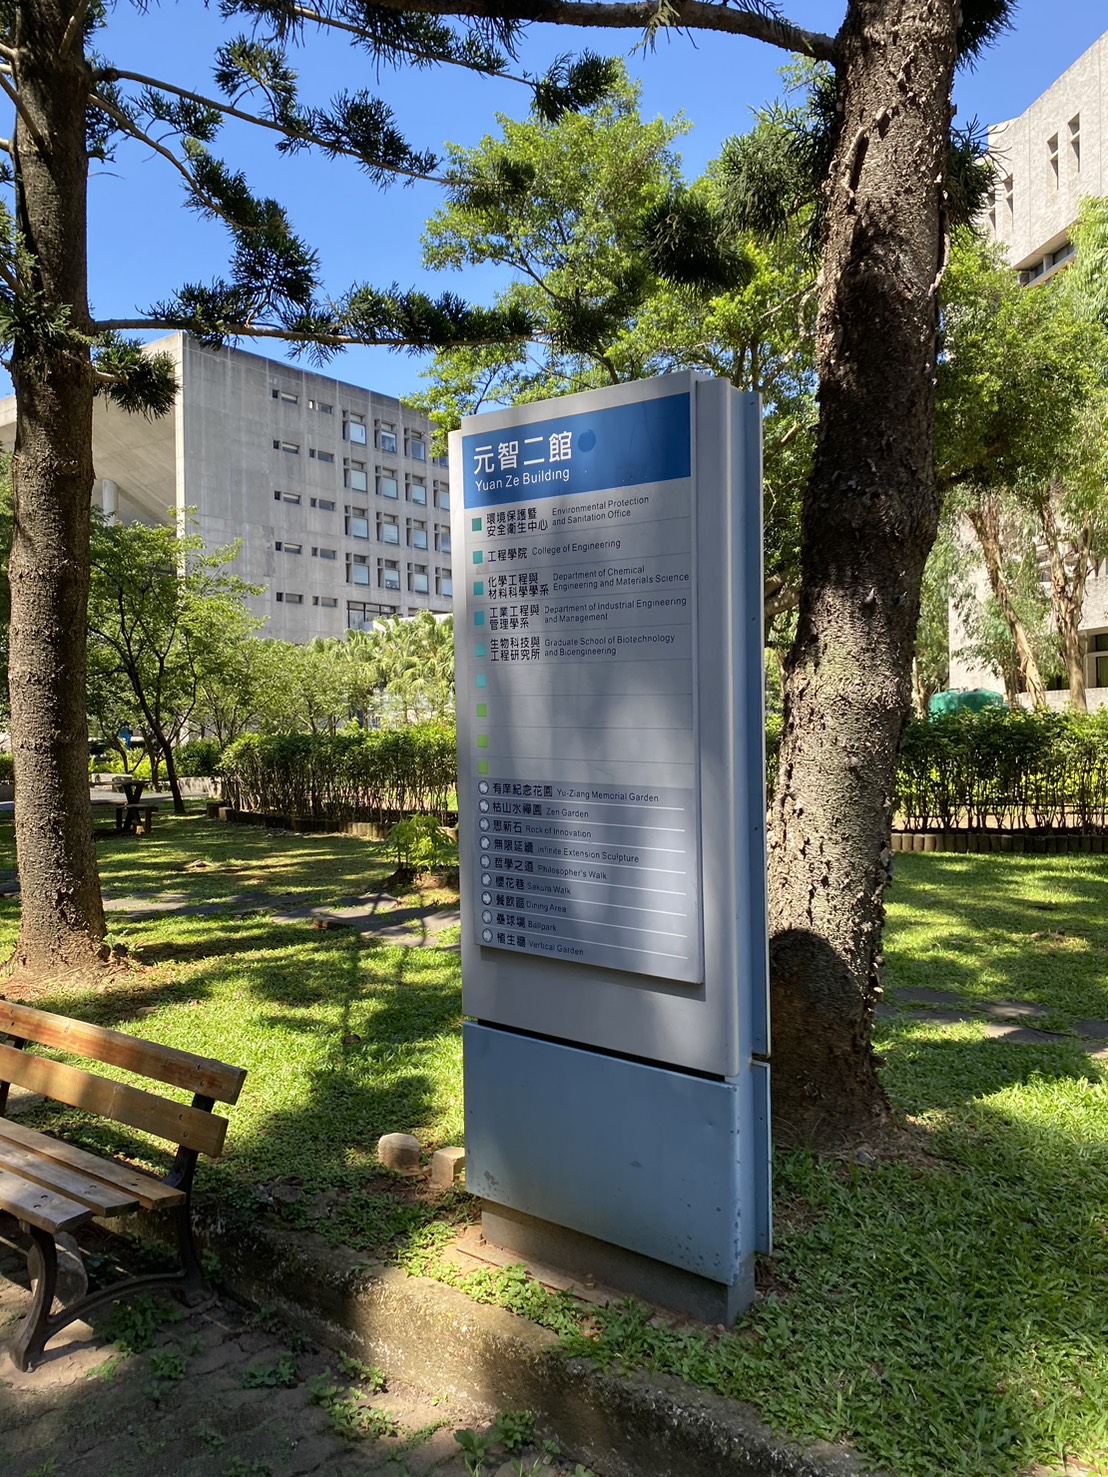 元智二館
Yuan Ze Building
環境保護暨
安全衛生中心
Environmental Protection
and Sanitation Office
工程學院 College of Engineering
化學工程與
材料科學學系
Department of Chemical
Engineering and Materials Science
工業工程與
管理學系
Department of Industrial Engineering
and Management
生物科技與
工程研究所
Graduate School of Biotechnology
and Bioengineering
有庠紀念花園 Yu-Ziang Memorial Garden
枯山水禪園 Zen Garden
思新石 Rock of Innovation
無限延續 Infinite Extension Sculpture
哲學之道 Philosopher's Walk
櫻花巷 Sakura Walk
餐飲區 Dining Area
壘球場 Ballpark
植生牆 Vertical Garden